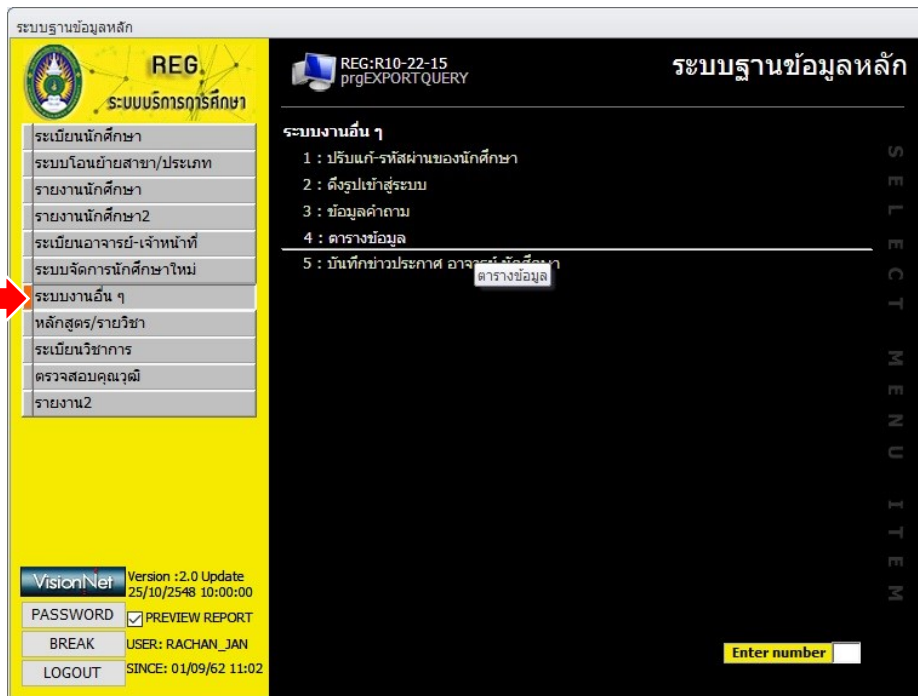 ระบบฐานข้อมูลหลัก
REG.
ระบบบริการการศึกษา
ระเบียนนักศึกษา
ระบบโอนย้ายสาขา/ประเภท
รายงานนักศึกษา
รายงานนักศึกษา2
ระเบียนอาจารย์-เจ้าหน้าที่
ระบบจัดการนักศึกษาใหม่
ระบบงานอื่น ๆ
หลักสูตร/รายวิชา
ระเบียนวิชาการ
ตรวจสอบคุณวุฒิ
รายงาน2
VisionNet
Version :2.0 Update
25/10/2548 10:00:00
PASSWORD
PREVIEW REPORT
BREAK
USER: RACHAN_JAN
LOGOUT
SINCE: 01/09/62 11:02
REG:R10-22-15
prgEXPORTQUERY
ระบบฐานข้อมูลหลัก
ระบบงานอื่น ๆ
1 : ปรับแก้-รหัสผ่านของนักศึกษา
2 : ดึงรูปเข้าสู่ระบบ
3 : ข้อมูลคำถาม
4 : ตารางข้อมูล
5 : บันทึกข่าวประกาศ อาจารย์ นักศึกษา
ตารางข้อมูล
SELECT MENU ITEM
Enter number